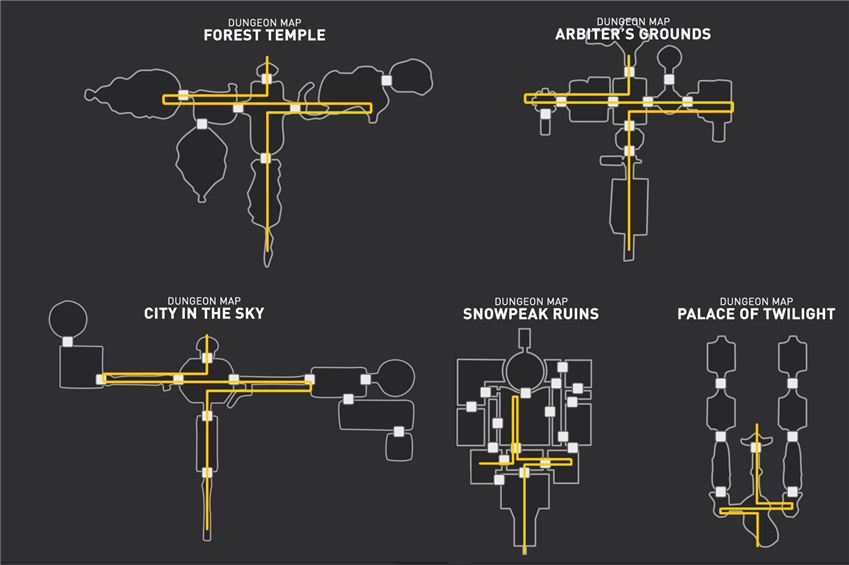 DUNGEON MAP
FOREST TEMPLE
DUNGEON MAP
ARBITER'S GROUNDS
DUNGEON MAP
CITY IN THE SKY
DUNGEON MAP
SNOWPEAK RUINS
DUNGEON MAP
PALACE OF TWILIGHT